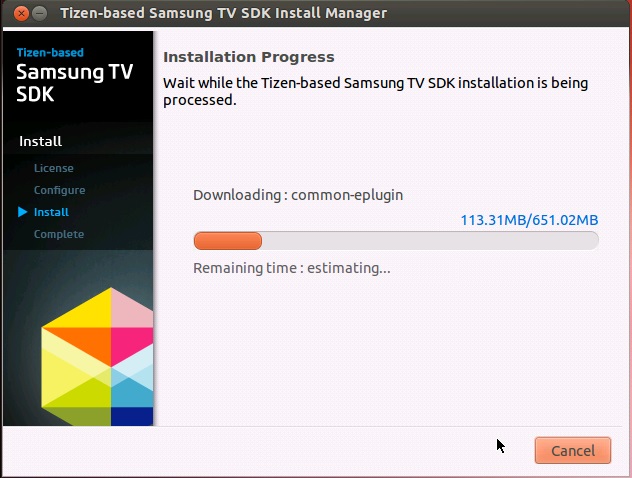 Tizen-based Samsung TV SDK Install Manager
Tizen-based
Samsung TV
SDK
Install
License
Configure
Install
Complete
Installation Progress
Wait while the Tizen-based Samsung TV SDK installation is being
processed.
Downloading : common-eplugin
113.31MB/651.02MB
Remaining time : estimating...
Cancel